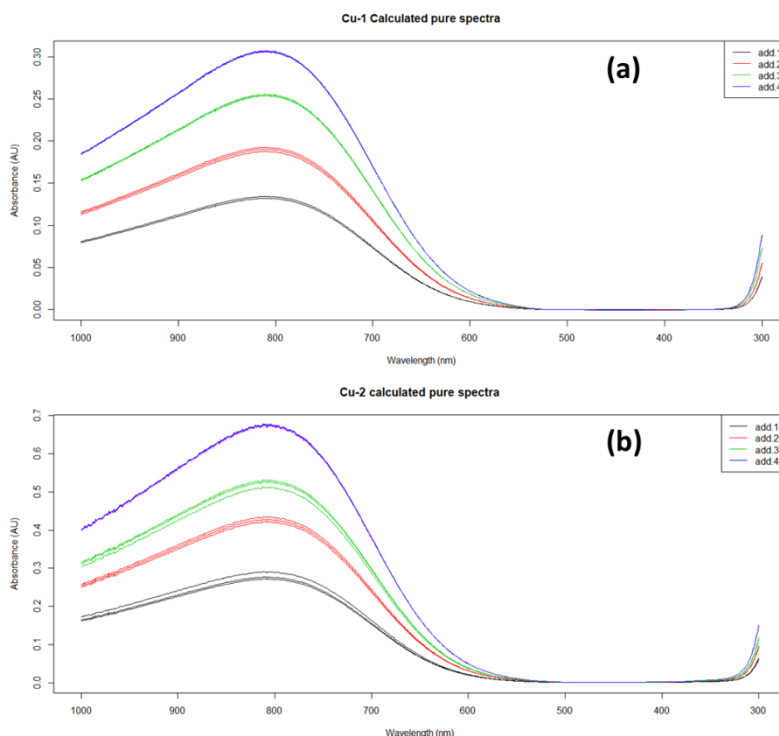 Cu-1 Calculated pure spectra
(a)
add.1
add.2
add.3
add.4
Absorbance (AU)
0.30
0.25
0.20
0.15
0.10
0.05
0.00
1000 900 800 700 600 500 400 300
Wavelength (nm)
Cu-2 calculated pure spectra
(b)
add.1
add.2
add.3
add.4
Absorbance (AU)
0.7
0.6
0.5
0.4
0.3
0.2
0.1
0.0
1000 900 800 700 600 500 400 300
Wavelength (nm)